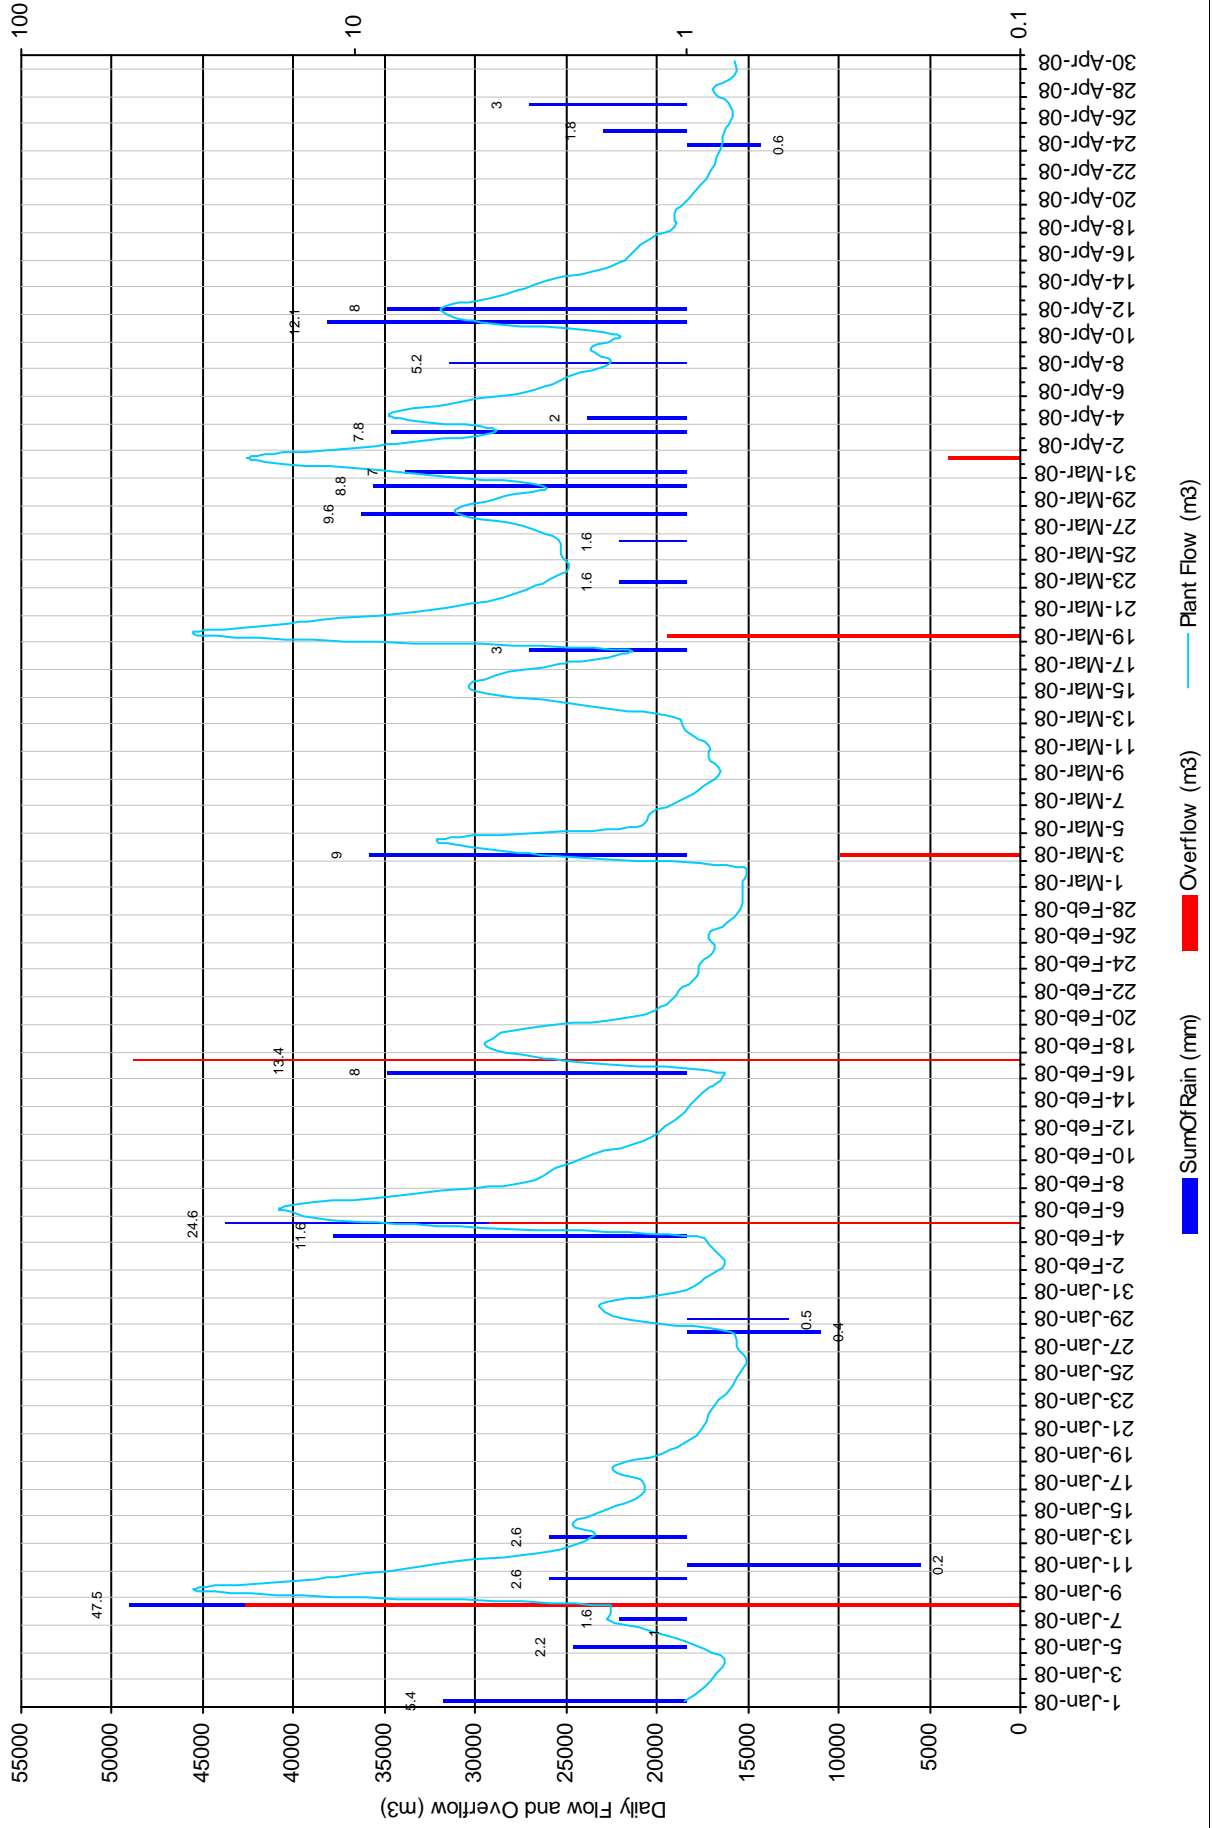 Daily Flow and Overflow (m3)
55000
50000
45000
40000
35000
30000
25000
20000
15000
10000
5000
0
100
10
1
0.1
5.4
2.2
1
1.6
47.5
2.6
0.2
2.6
0.4
0.5
11.6
24.6
8
13.4
9
3
1.6
1.6
9.6
8.8
7
7.8
2
5.2
12.1
8
0.6
1.8
3
1-Jan-08
3-Jan-08
5-Jan-08
7-Jan-08
9-Jan-08
11-Jan-08
13-Jan-08
15-Jan-08
17-Jan-08
19-Jan-08
21-Jan-08
23-Jan-08
25-Jan-08
27-Jan-08
29-Jan-08
31-Jan-08
2-Feb-08
4-Feb-08
6-Feb-08
8-Feb-08
10-Feb-08
12-Feb-08
14-Feb-08
16-Feb-08
18-Feb-08
20-Feb-08
22-Feb-08
24-Feb-08
26-Feb-08
28-Feb-08
1-Mar-08
3-Mar-08
5-Mar-08
7-Mar-08
9-Mar-08
11-Mar-08
13-Mar-08
15-Mar-08
17-Mar-08
19-Mar-08
21-Mar-08
23-Mar-08
25-Mar-08
27-Mar-08
29-Mar-08
31-Mar-08
2-Apr-08
4-Apr-08
6-Apr-08
8-Apr-08
10-Apr-08
12-Apr-08
14-Apr-08
16-Apr-08
18-Apr-08
20-Apr-08
22-Apr-08
24-Apr-08
26-Apr-08
28-Apr-08
30-Apr-08
SumOfRain (mm)
Overflow (m3)
Plant Flow (m3)